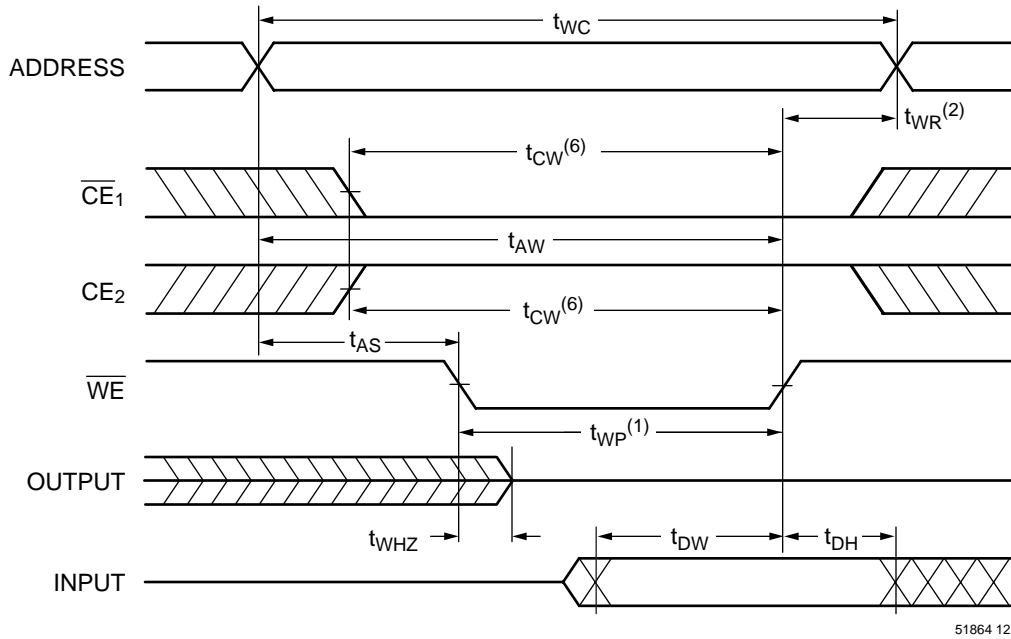 tWC
ADDRESS
tWR(2)
tCW(6)
CE1
tAW
CE2
tCW(6)
tAS
WE
tWP(1)
OUTPUT
tWHZ
tDW
tDH
INPUT
51864 12